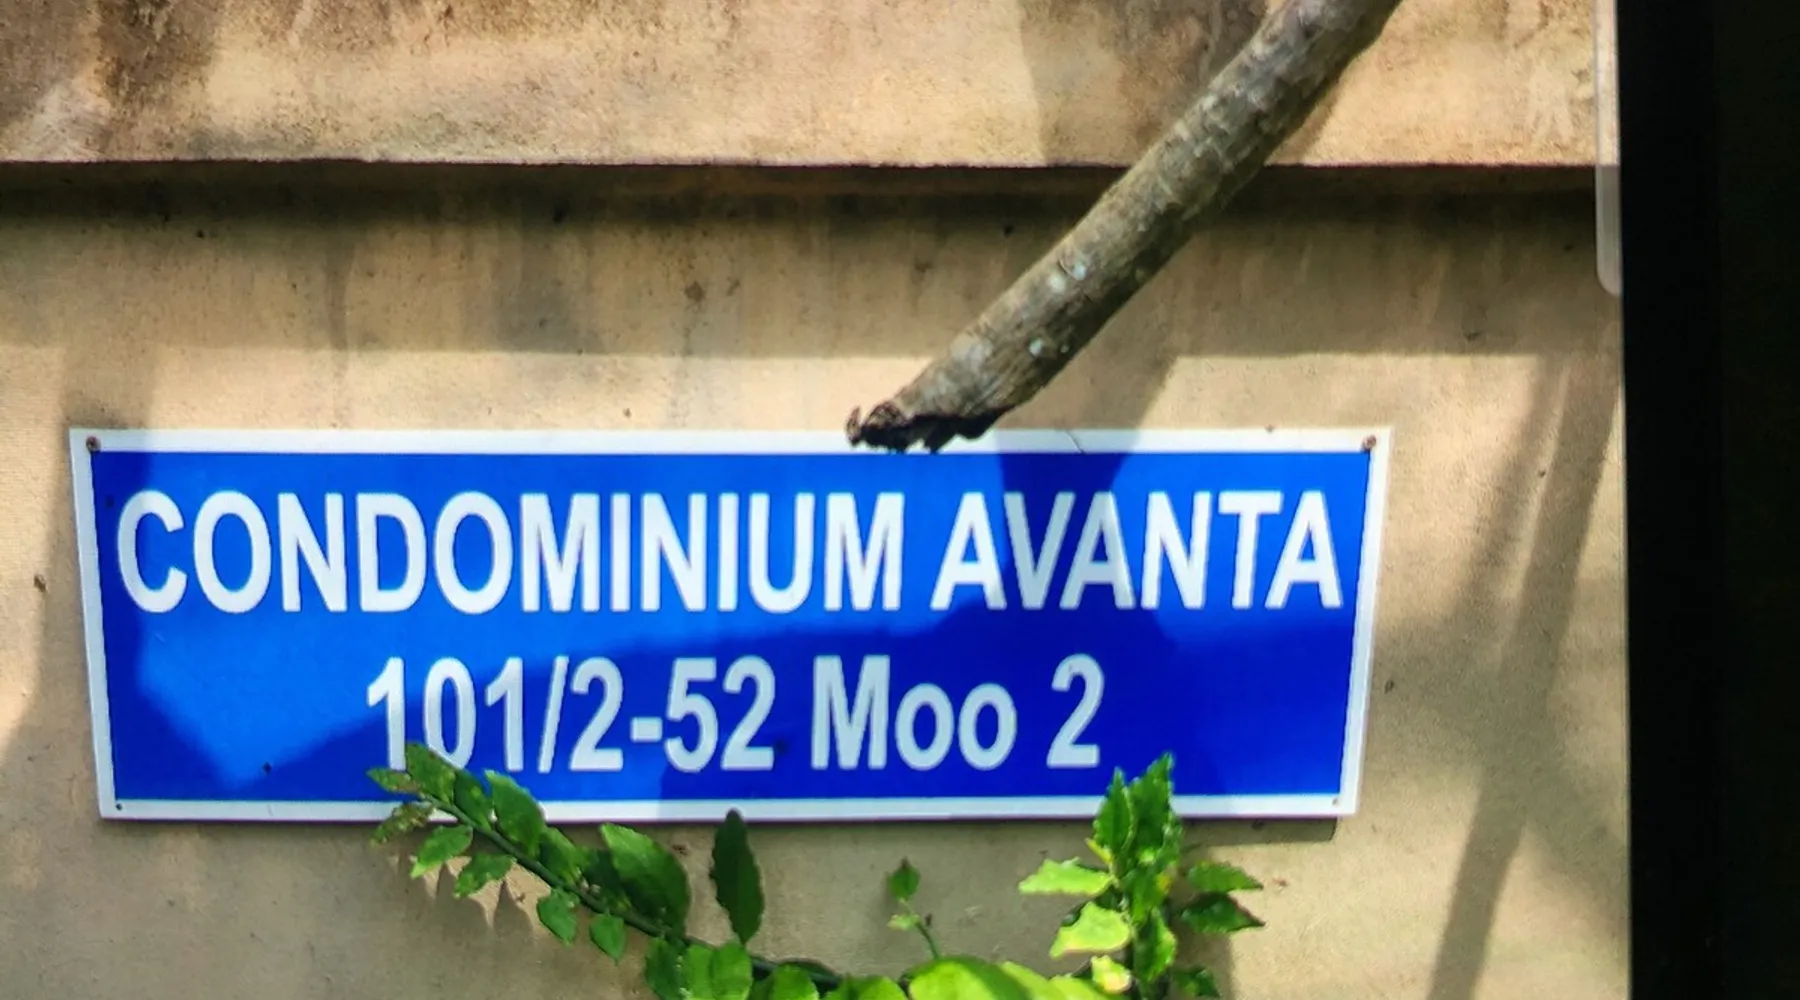 CONDOMINIUM AVANTA
101/2-52 Moo 2